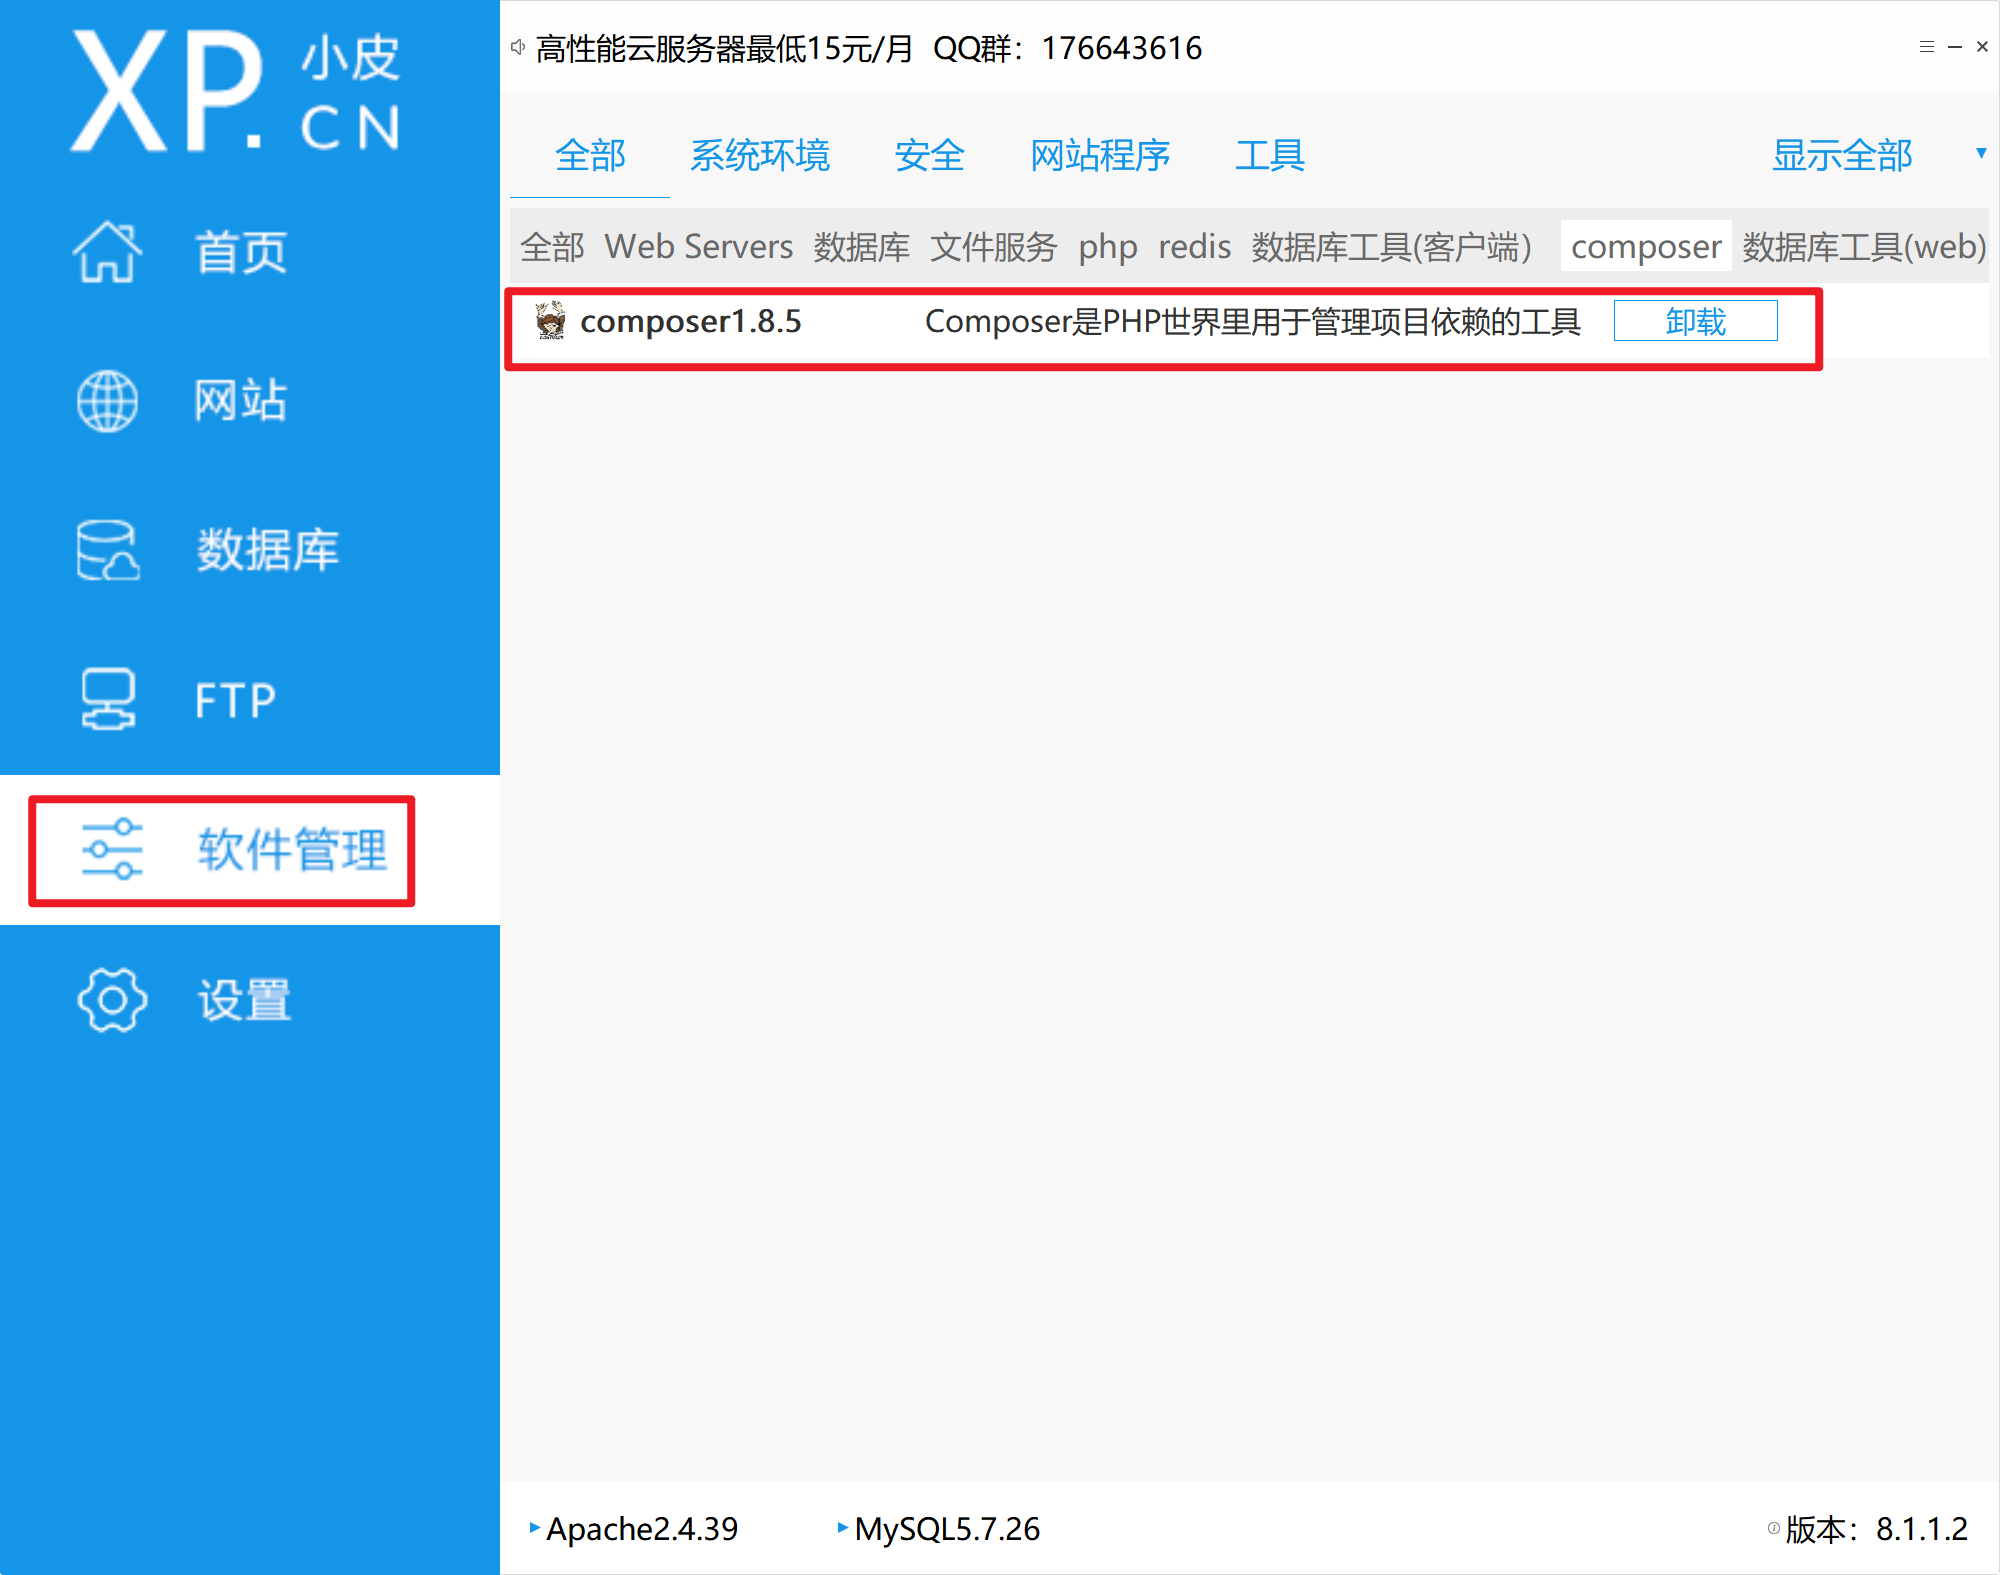 XP.小皮
CN
首页
网站
数据库
FTP
软件管理
设置
高性能云服务器最低15元/月 QQ群：176643616
全部 系统环境 安全 网站程序 工具 显示全部
全部 Web Servers 数据库 文件服务 php redis 数据库工具(客户端） composer 数据库工具(web)
composer1.8.5 Composer是PHP世界里用于管理项目依赖的工具 卸载
Apache2.4.39 MySQL5.7.26 版本：8.1.1.2